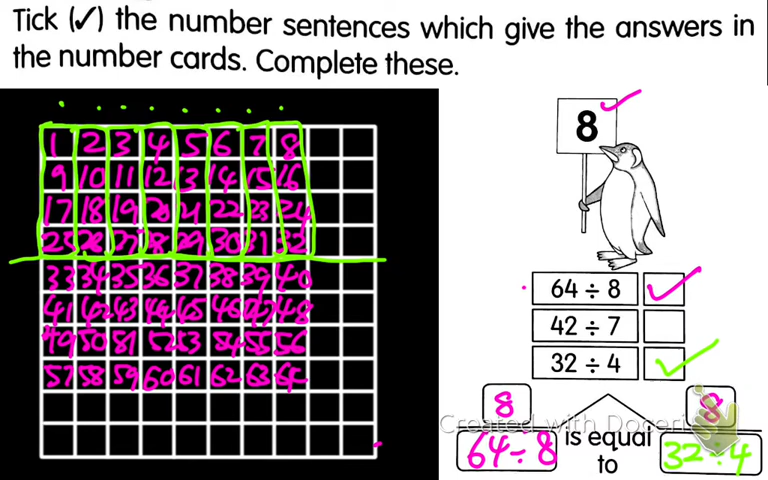 Tick (✓) the number sentences which give the answers in
the number cards. Complete these.
8 ✓
1 2 3 4 5 6 7 8
9 10 11 12 13 14 15 16
17 18 19 20 21 22 23 24
25 26 27 28 29 30 31 32
33 34 35 36 37 38 39 40
41 42 43 44 45 46 47 48
49 50 51 52 53 54 55 56
57 58 59 60 61 62 63 64
64 ÷ 8 ✓
42 ÷ 7
32 ÷ 4 ✓
8 8
Created with Doceri
64 ÷ 8 is equal to 32 ÷ 4